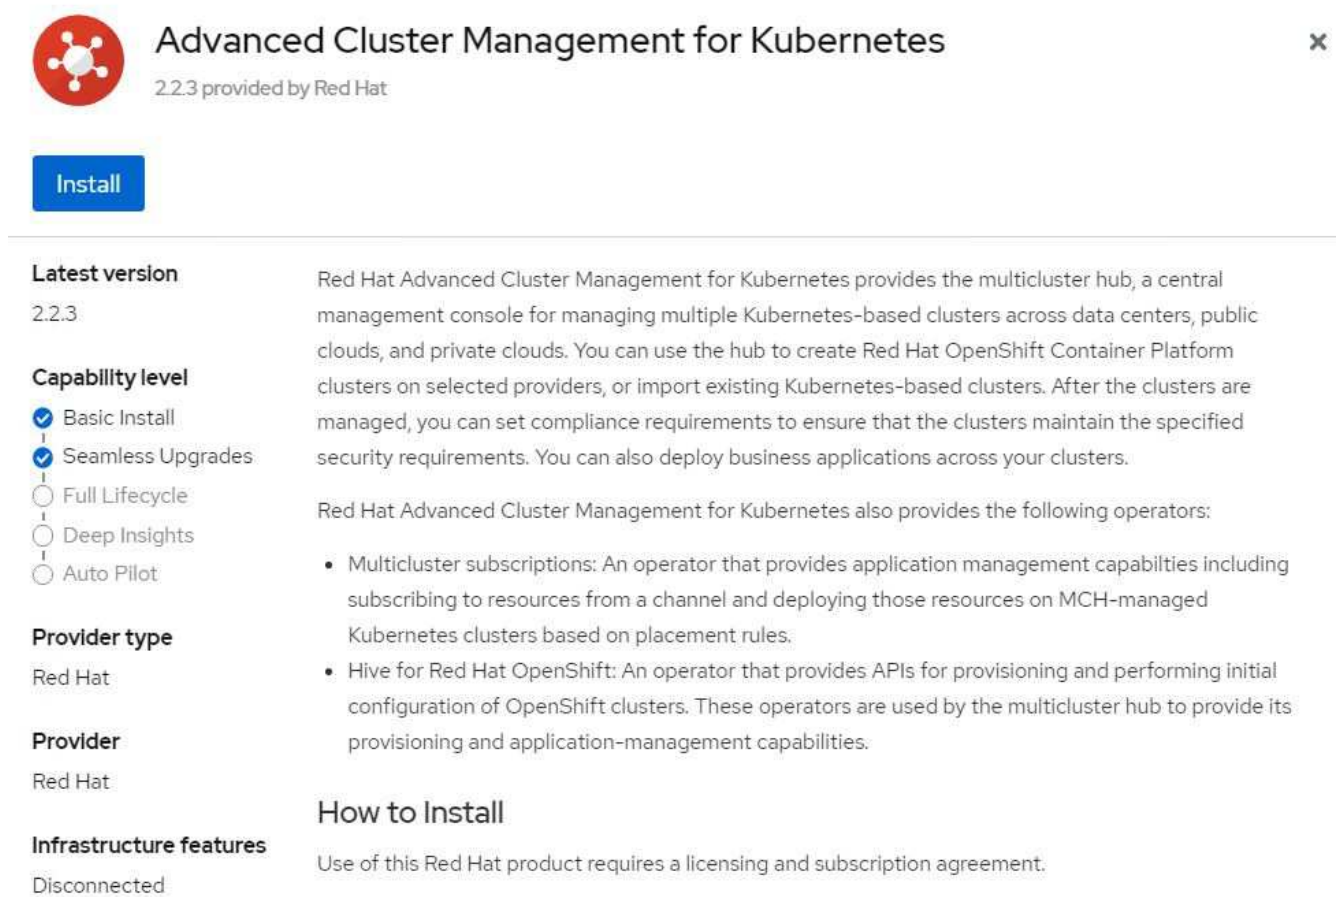 Advanced Cluster Management for Kubernetes
2.2.3 provided by Red Hat
Install
Latest version
2.2.3
Capability level
Basic Install
Seamless Upgrades
Full Lifecycle
Deep Insights
Auto Pilot
Provider type
Red Hat
Provider
Red Hat
Infrastructure features
Disconnected
Red Hat Advanced Cluster Management for Kubernetes provides the multicluster hub, a central
management console for managing multiple Kubernetes-based clusters across data centers, public
clouds, and private clouds. You can use the hub to create Red Hat OpenShift Container Platform
clusters on selected providers, or import existing Kubernetes-based clusters. After the clusters are
managed, you can set compliance requirements to ensure that the clusters maintain the specified
security requirements. You can also deploy business applications across your clusters.
Red Hat Advanced Cluster Management for Kubernetes also provides the following operators:
• Multicluster subscriptions: An operator that provides application management capabilties including
subscribing to resources from a channel and deploying those resources on MCH-managed
Kubernetes clusters based on placement rules.
• Hive for Red Hat OpenShift: An operator that provides APIs for provisioning and performing initial
configuration of OpenShift clusters. These operators are used by the multicluster hub to provide its
provisioning and application-management capabilities.
How to Install
Use of this Red Hat product requires a licensing and subscription agreement.